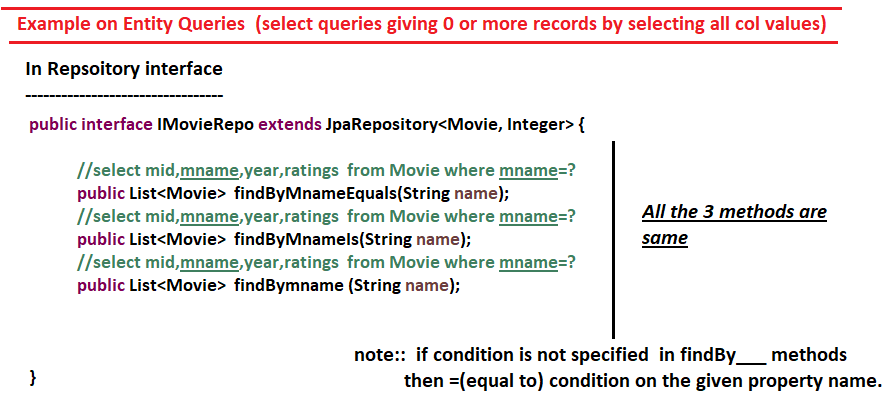 Example on Entity Queries (select queries giving 0 or more records by selecting all col values)
In Repsoitory interface
---------------------------------
public interface IMovieRepo extends JpaRepository<Movie, Integer> {
//select mid,mname,year,ratings from Movie where mname=?
public List<Movie> findByMnameEquals(String name);
//select mid,mname,year,ratings from Movie where mname=?
public List<Movie> findByMnameIs(String name);
//select mid,mname,year,ratings from Movie where mname=?
public List<Movie> findBymname (String name);
All the 3 methods are
same
note:: if condition is not specified in findBy___ methods
then =(equal to) condition on the given property name.
}